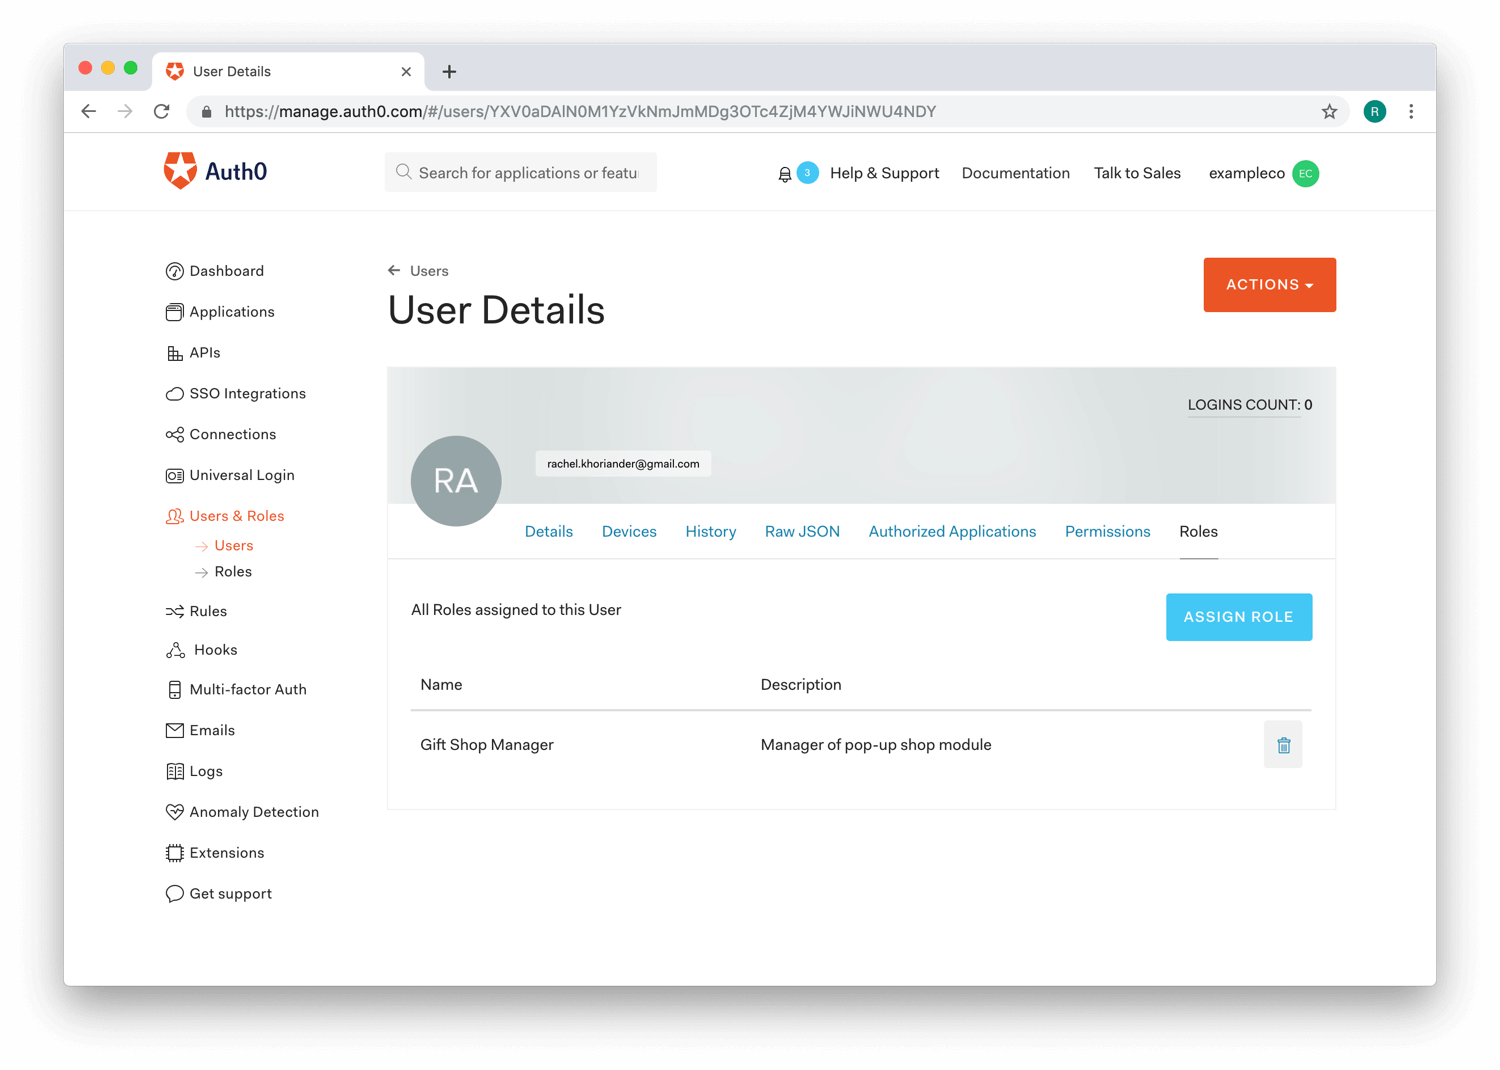 User Details
https://manage.auth0.com/#/users/YXV0aDAlN0M1YzVkNmJmMDg3OTc4ZjM4YWJiNWU4NDY
R
Auth0
Search for applications or featu
3
Help & Support
Documentation
Talk to Sales
exampleco
EC
Dashboard
Applications
APIs
SSO Integrations
Connections
Universal Login
Users & Roles
Users
Roles
Rules
Hooks
Multi-factor Auth
Emails
Logs
Anomaly Detection
Extensions
Get support
Users
User Details
ACTIONS
LOGINS COUNT: 0
RA
rachel.khoriander@gmail.com
Details
Devices
History
Raw JSON
Authorized Applications
Permissions
Roles
All Roles assigned to this User
ASSIGN ROLE
Name
Description
Gift Shop Manager
Manager of pop-up shop module